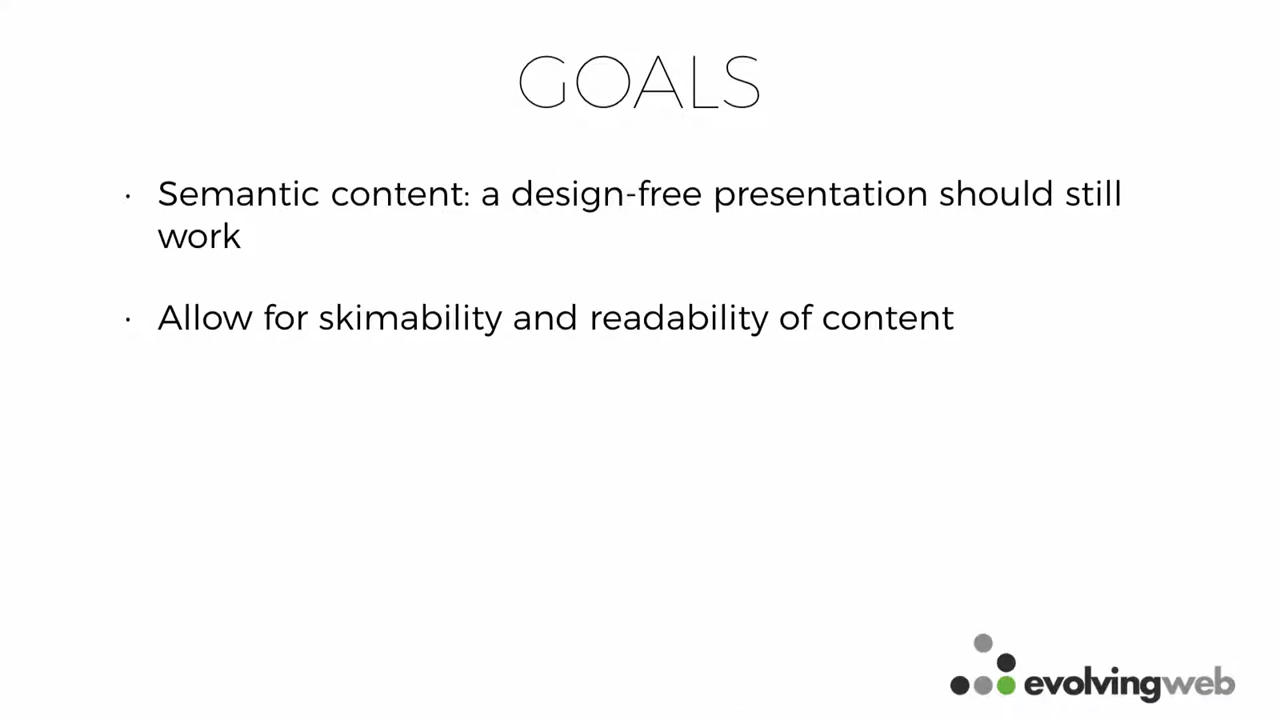 GOALS
· Semantic content: a design-free presentation should still
work
· Allow for skimability and readability of content
evolvingweb